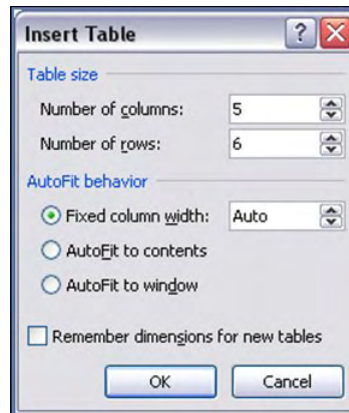 Insert Table
?
Table size
Number of columns: 5
Number of rows: 6
AutoFit behavior
Fixed column width: Auto
AutoFit to contents
AutoFit to window
Remember dimensions for new tables
OK Cancel